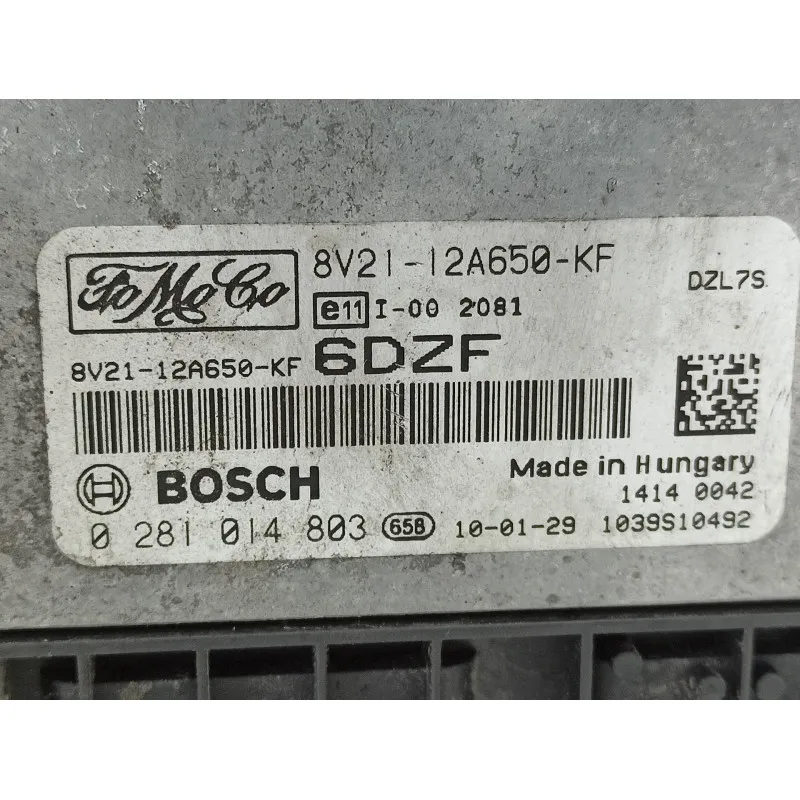 FoMoCo
8V21-12A650-KF
DZL7S
e11 I-00 2081
8V21-12A650-KF 6DZF
BOSCH
Made in Hungary
1414 0042
0 281 014 803 658 10-01-29 1039S10492